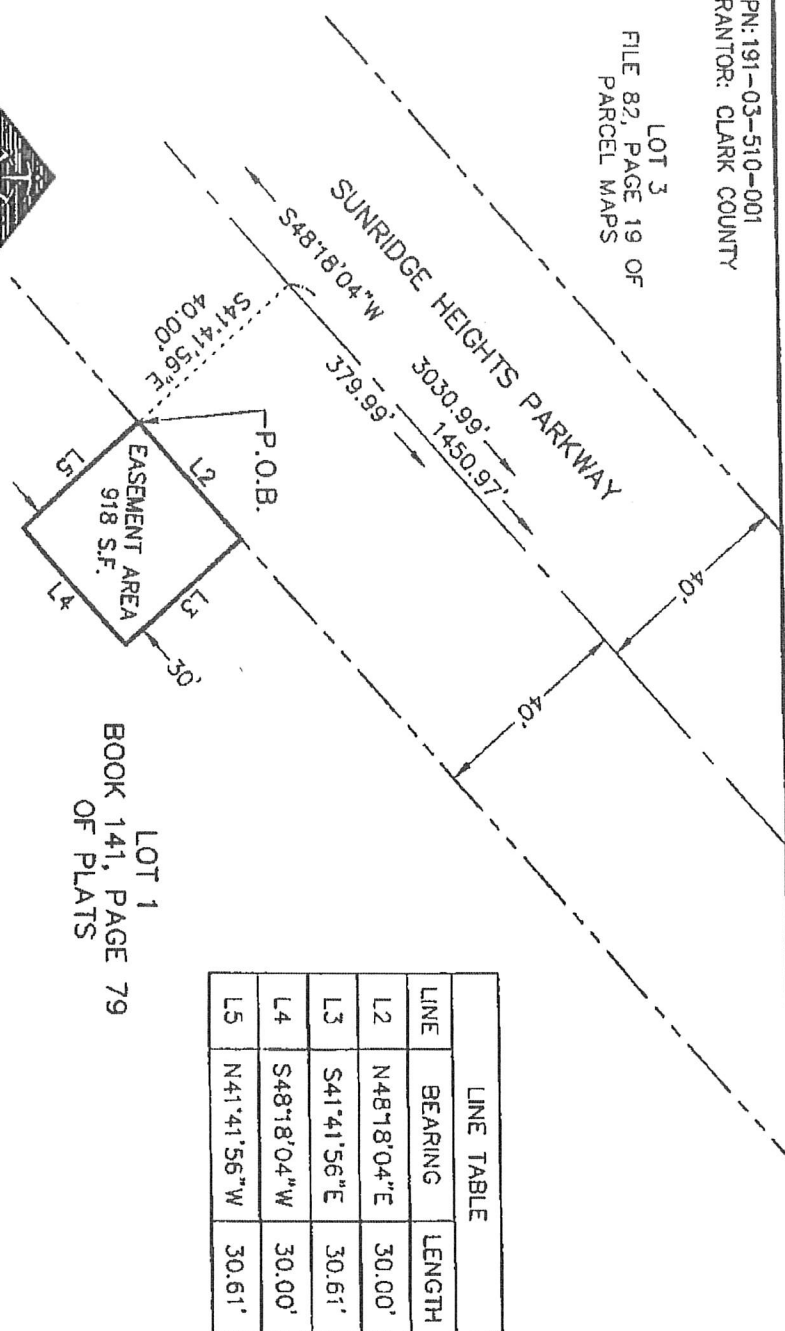 PN: 191-03-510-001
RANTOR: CLARK COUNTY
LOT 3
FILE 82, PAGE 19 OF
PARCEL MAPS
SUNRIDGE HEIGHTS PARKWAY
S48°18'04"W
3030.99'
1450.97'
379.99'
S41°41'56"E
40.00'
40'
40'
P.O.B.
L2
L3
L4
L5
EASEMENT AREA
918 S.F.
30'
LOT 1
BOOK 141, PAGE 79
OF PLATS
LINE TABLE
LINE BEARING LENGTH
L2 N48°18'04"E 30.00'
L3 S41°41'56"E 30.61'
L4 S48°18'04"W 30.00'
L5 N41°41'56"W 30.61'